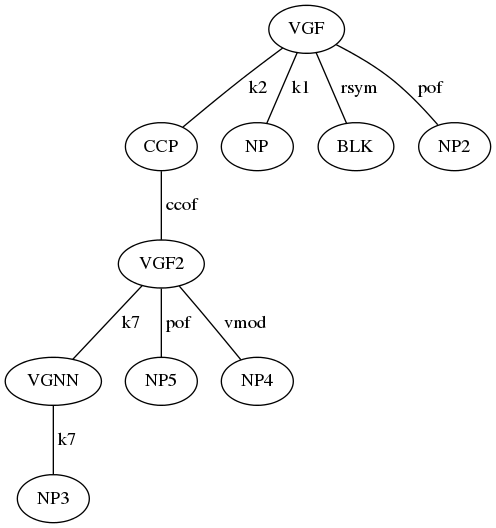 VGF
k2 k1 rsym pof
CCP NP BLK NP2
ccof
VGF2
k7 pof vmod
VGNN NP5 NP4
k7
NP3